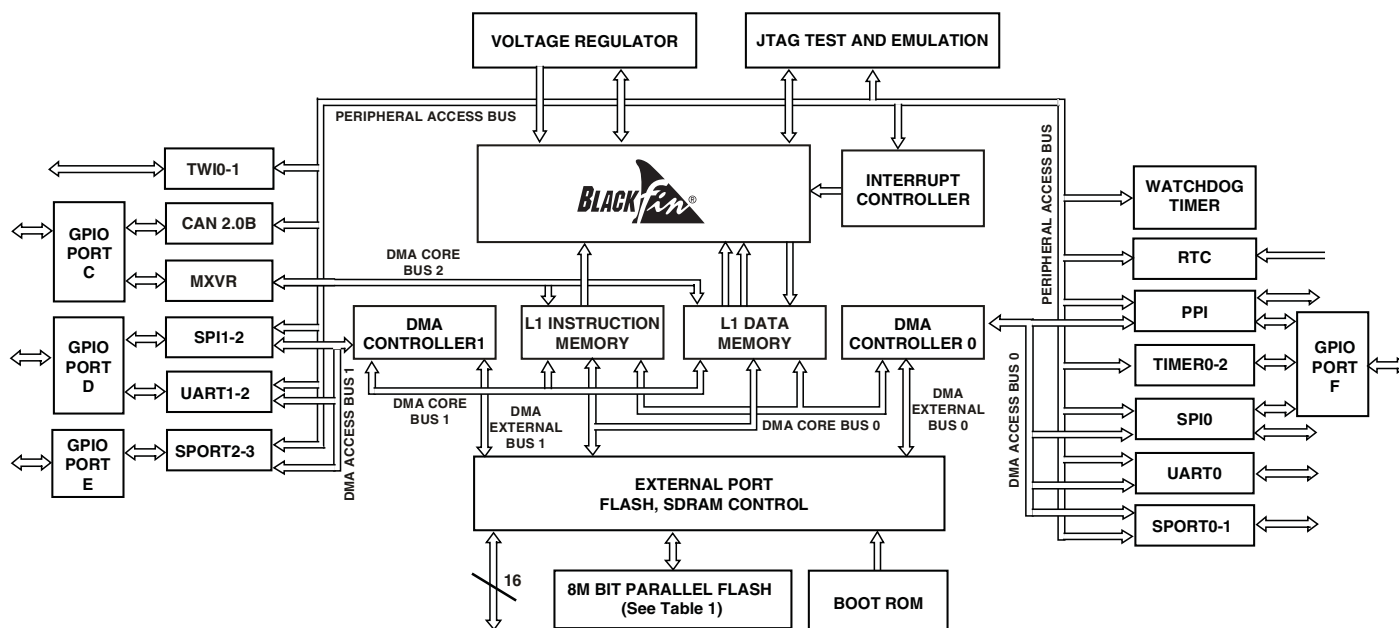 VOLTAGE REGULATOR
JTAG TEST AND EMULATION
PERIPHERAL ACCESS BUS
TWI0-1
CAN 2.0B
GPIO
PORT
C
MXVR
BLACKfin®
INTERRUPT
CONTROLLER
PERIPHERAL ACCESS BUS
WATCHDOG
TIMER
RTC
DMA CORE
BUS 2
SPI1-2
GPIO
PORT
D
UART1-2
DMA
CONTROLLER1
L1 INSTRUCTION
MEMORY
L1 DATA
MEMORY
DMA
CONTROLLER 0
PPI
TIMER0-2
GPIO
PORT
F
SPI0
DMA ACCESS BUS 1
DMA CORE
BUS 1
DMA
EXTERNAL
BUS 1
DMA CORE BUS 0
DMA
EXTERNAL
BUS 0
DMA ACCESS BUS 0
GPIO
PORT
E
SPORT2-3
UART0
SPORT0-1
EXTERNAL PORT
FLASH, SDRAM CONTROL
16
8M BIT PARALLEL FLASH
(See Table 1)
BOOT ROM